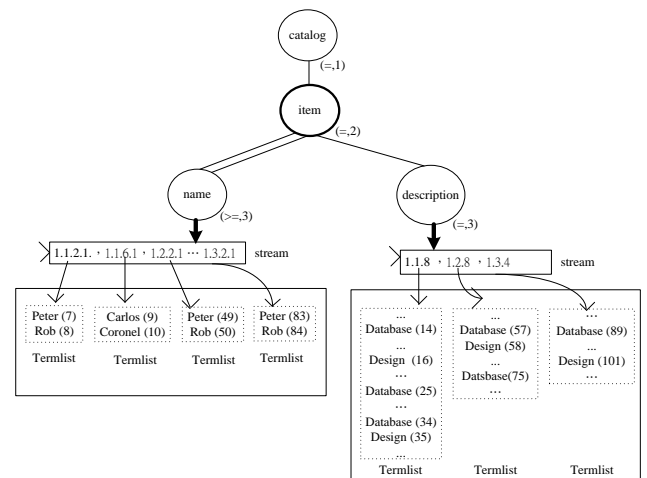 catalog
(=,1)
item
(=,2)
name
(>=,3)
description
(=,3)
1.1.2.1. , 1.1.6.1 , 1.2.2.1 ··· 1.3.2.1
stream
1.1.8 , 1.2.8 , 1.3.4
stream
Peter (7)
Rob (8)
Termlist
Carlos (9)
Coronel (10)
Termlist
Peter (49)
Rob (50)
Termlist
Peter (83)
Rob (84)
Termlist
...
Database (14)
...
Design (16)
···
Database (25)
···
Database (34)
Design (35)
...
Termlist
...
Database (57)
Design (58)
...
Datsbase(75)
···
Termlist
···
Database (89)
...
Design (101)
···
Termlist